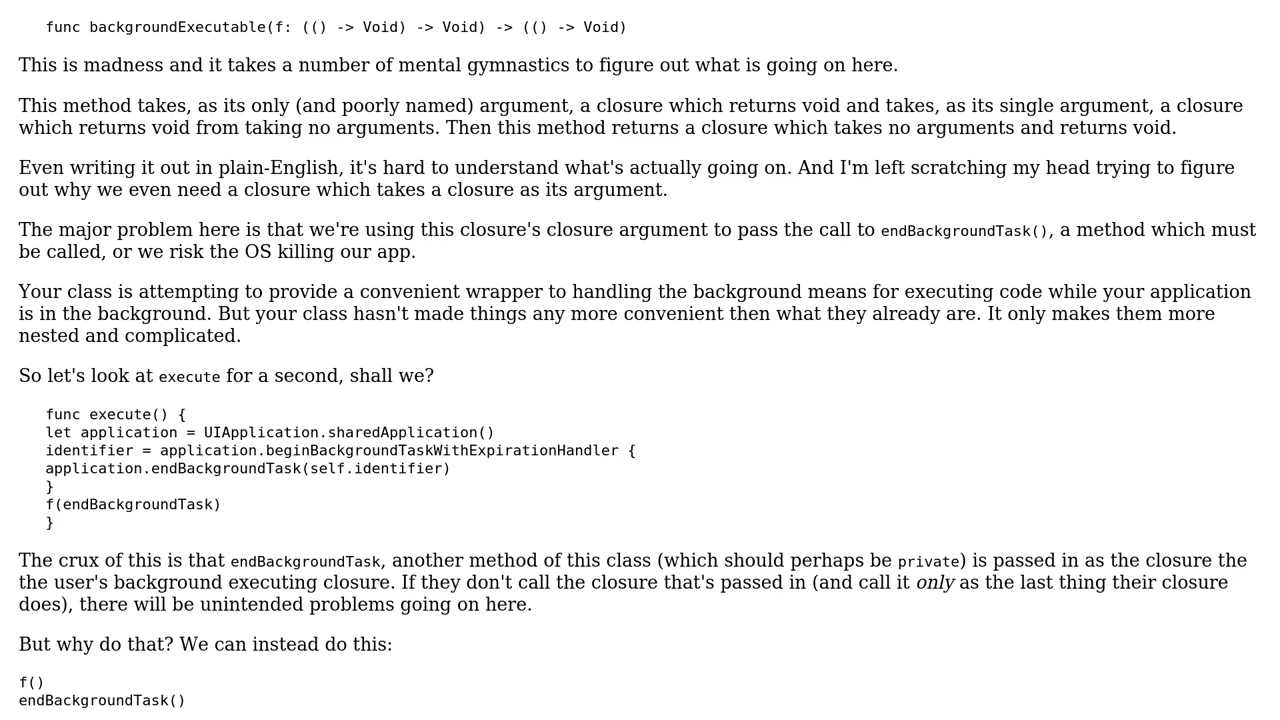 func backgroundExecutable(f: (() -> Void) -> Void) -> (() -> Void)
This is madness and it takes a number of mental gymnastics to figure out what is going on here.
This method takes, as its only (and poorly named) argument, a closure which returns void and takes, as its single argument, a closure
which returns void from taking no arguments. Then this method returns a closure which takes no arguments and returns void.
Even writing it out in plain-English, it's hard to understand what's actually going on. And I'm left scratching my head trying to figure
out why we even need a closure which takes a closure as its argument.
The major problem here is that we're using this closure's closure argument to pass the call to endBackgroundTask(), a method which must
be called, or we risk the OS killing our app.
Your class is attempting to provide a convenient wrapper to handling the background means for executing code while your application
is in the background. But your class hasn't made things any more convenient then what they already are. It only makes them more
nested and complicated.
So let's look at execute for a second, shall we?
func execute() {
let application = UIApplication.sharedApplication()
identifier = application.beginBackgroundTaskWithExpirationHandler {
application.endBackgroundTask(self.identifier)
}
f(endBackgroundTask)
}
The crux of this is that endBackgroundTask, another method of this class (which should perhaps be private) is passed in as the closure the
the user's background executing closure. If they don't call the closure that's passed in (and call it only as the last thing their closure
does), there will be unintended problems going on here.
But why do that? We can instead do this:
f()
endBackgroundTask()